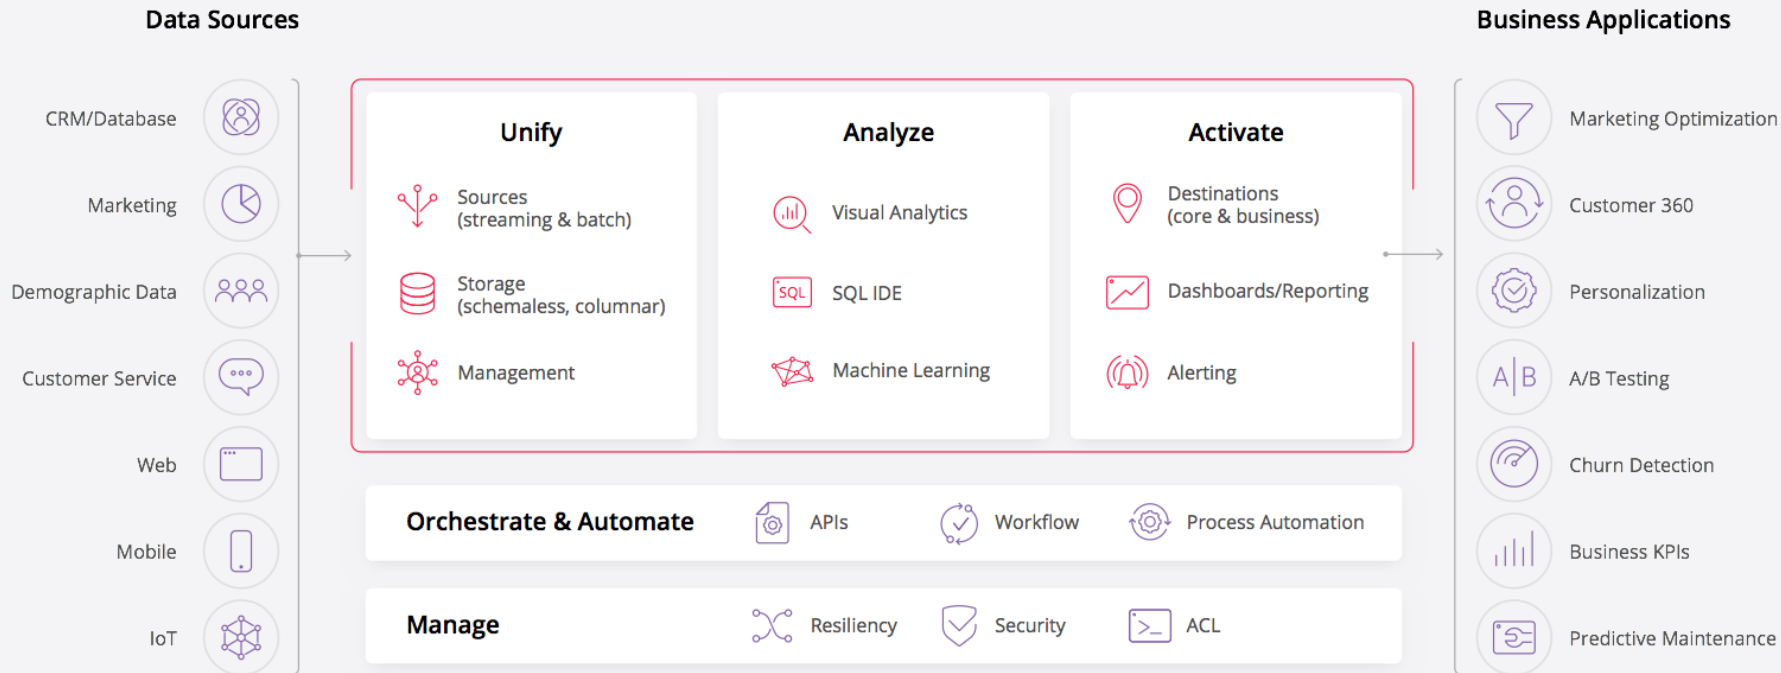 Data Sources
CRM/Database
Marketing
Demographic Data
Customer Service
Web
Mobile
IoT
Unify
Sources
(streaming & batch)
Storage
(schemaless, columnar)
Management
Analyze
Visual Analytics
SQL
SQL IDE
Machine Learning
Activate
Destinations
(core & business)
Dashboards/Reporting
Alerting
Orchestrate & Automate
APIs
Workflow
Process Automation
Manage
Resiliency
Security
ACL
Business Applications
Marketing Optimization
Customer 360
Personalization
A|B
A/B Testing
Churn Detection
Business KPIs
Predictive Maintenance